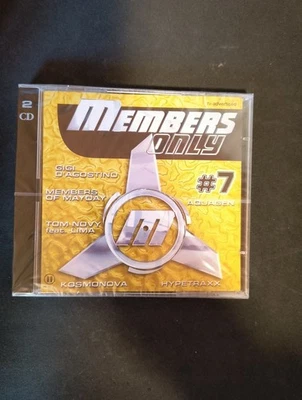 2
CD
MEMBERS
ONLY
#7
GIGI
D'AGOSTINO
MEMBERS
OF MAYDAY
AQUAGEN
TOM NOVY
feat. LIMA
M
KOSMONOVA
HYPETRAXX